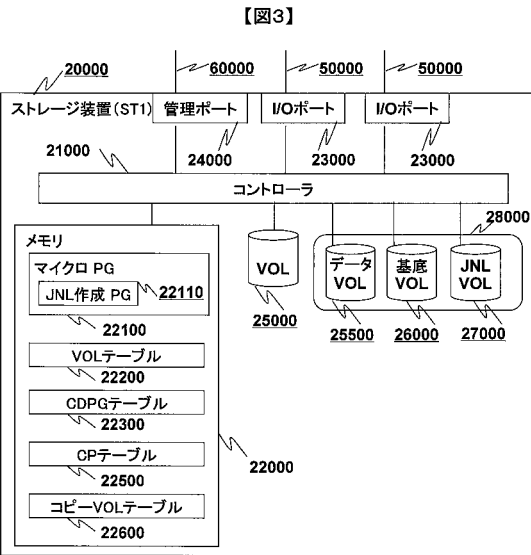 【図3】
20000
60000
50000
50000
ストレージ装置(ST1)
管理ポート
I/Oポート
I/Oポート
24000
23000
23000
21000
コントローラ
28000
メモリ
マイクロ PG
JNL作成 PG
22110
22100
VOLテーブル
22200
CDPGテーブル
22300
CPテーブル
22500
コピーVOLテーブル
22600
22000
VOL
25000
データ
VOL
25500
基底
VOL
26000
JNL
VOL
27000